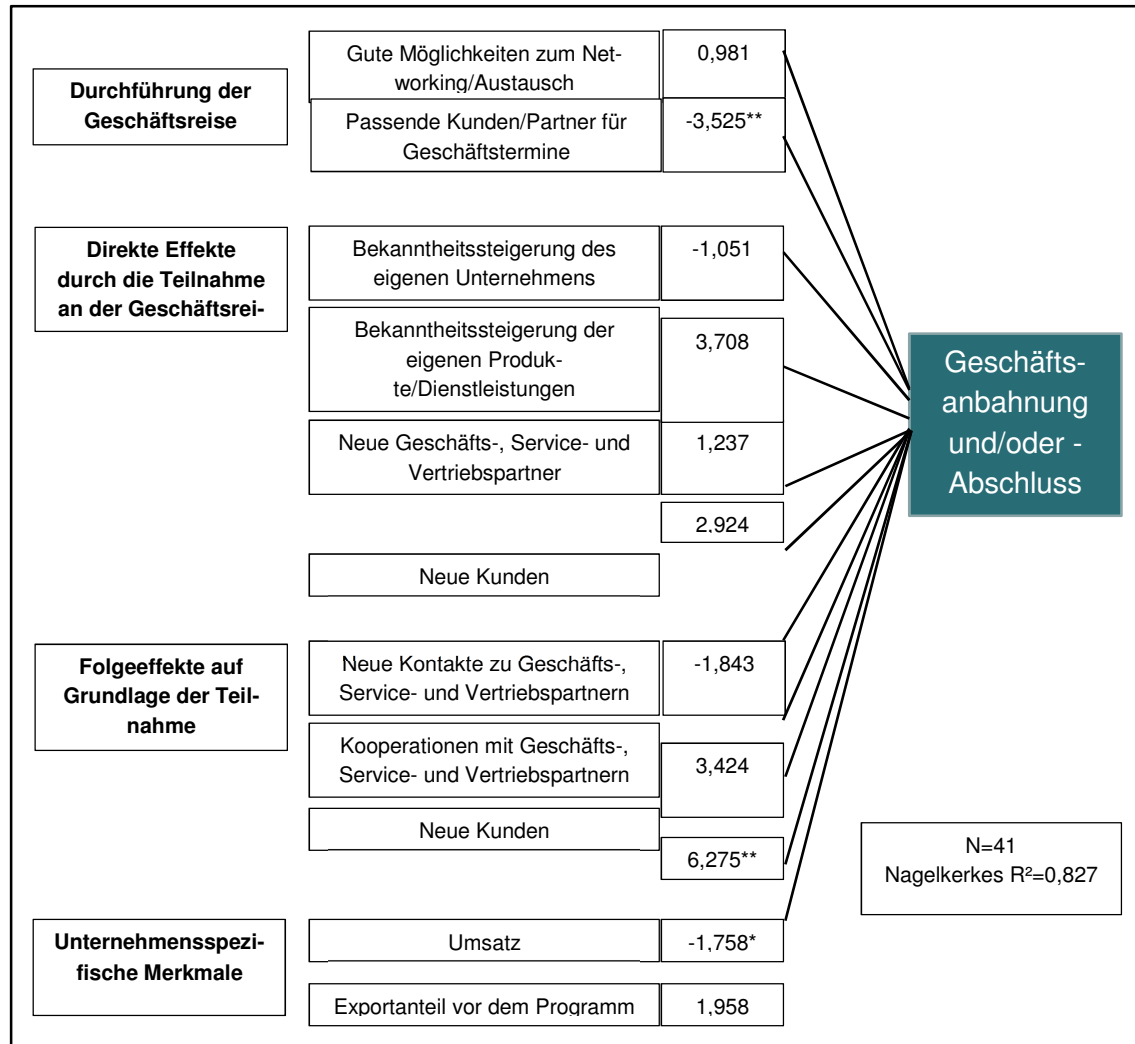 Durchführung der
Geschäftsreise
Gute Möglichkeiten zum Net-
working/Austausch
0,981
Passende Kunden/Partner für
Geschäftstermine
-3,525**
Direkte Effekte
durch die Teilnahme
an der Geschäftsrei-
Bekanntheitssteigerung des
eigenen Unternehmens
-1,051
Bekanntheitssteigerung der
eigenen Produk-
te/Dienstleistungen
3,708
Neue Geschäfts-, Service- und
Vertriebspartner
1,237
2,924
Neue Kunden
Folgeeffekte auf
Grundlage der Teil-
nahme
Neue Kontakte zu Geschäfts-,
Service- und Vertriebspartnern
-1,843
Kooperationen mit Geschäfts-,
Service- und Vertriebspartnern
3,424
Neue Kunden
6,275**
Unternehmensspezi-
fische Merkmale
Umsatz
-1,758*
Exportanteil vor dem Programm
1,958
Geschäfts-
anbahnung
und/oder -
Abschluss
N=41
Nagelkerkes R²=0,827